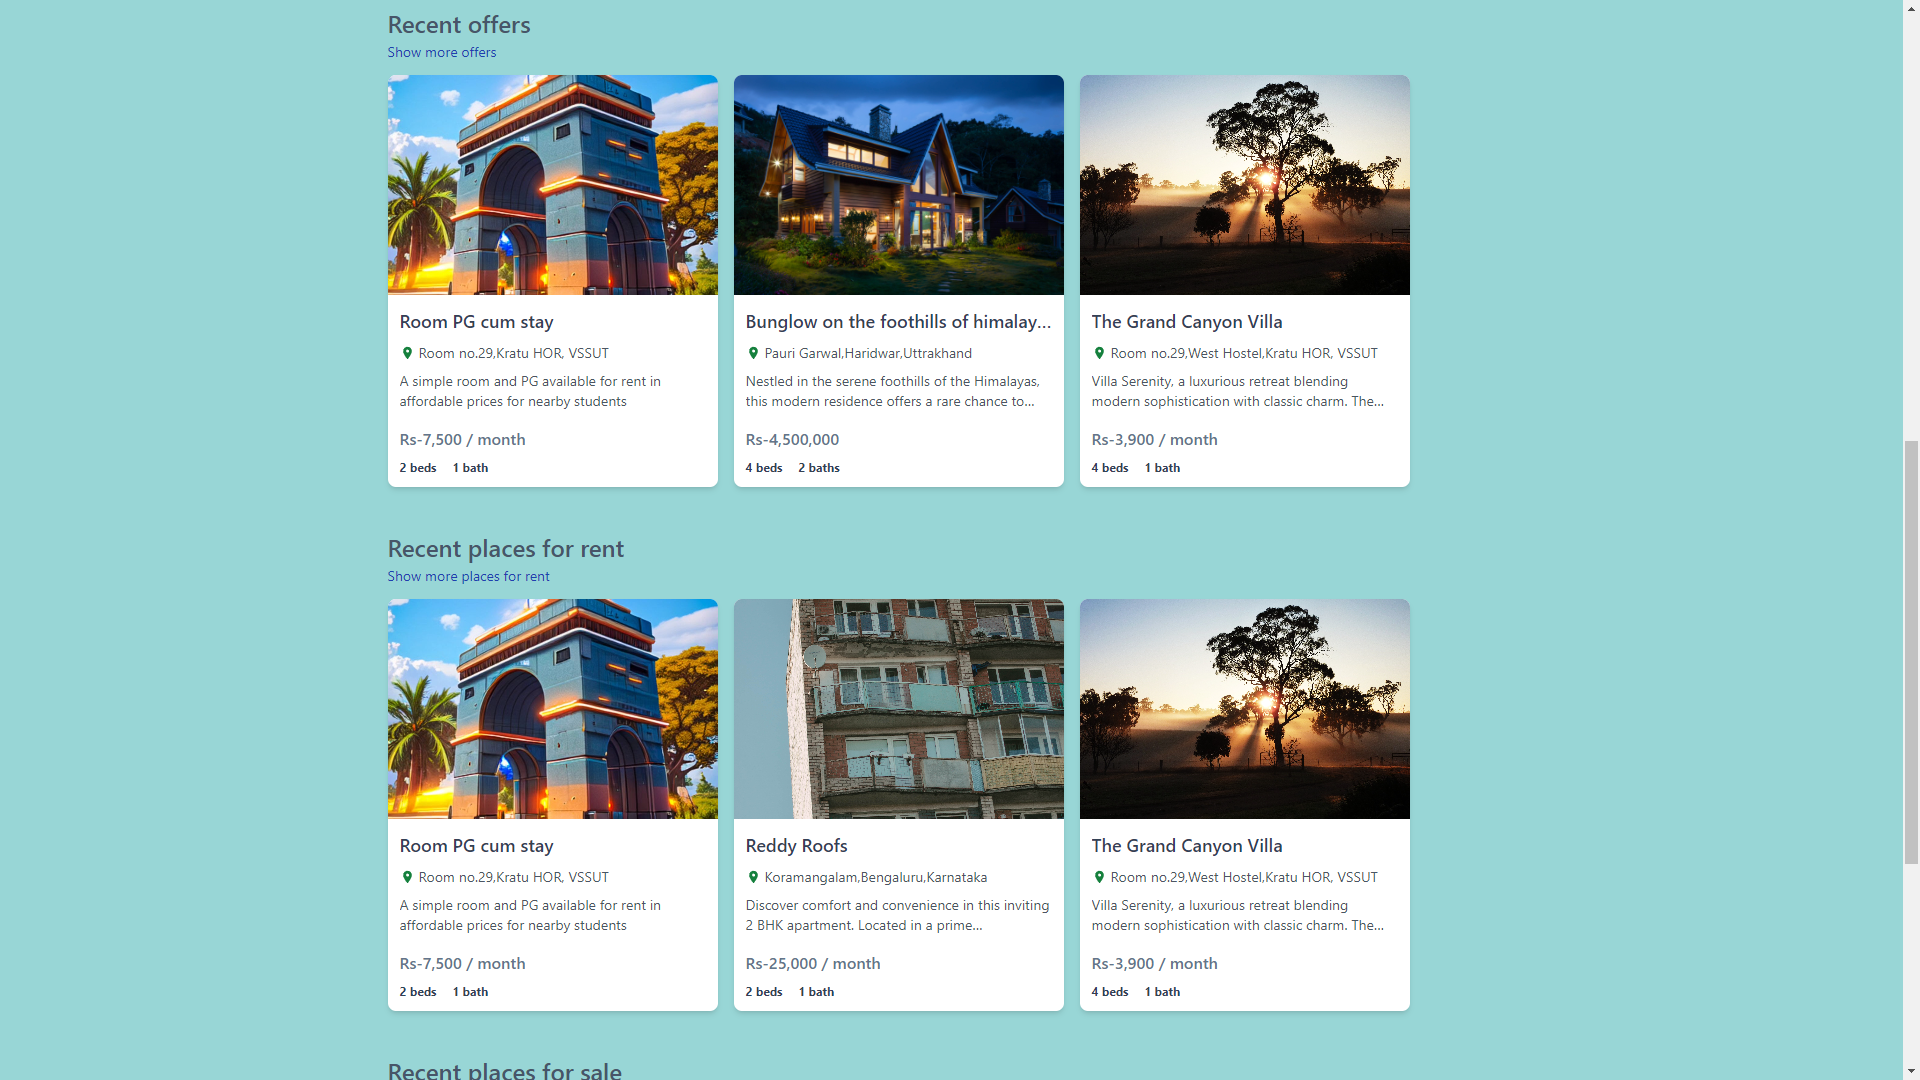 Recent offers
Show more offers
Room PG cum stay
Room no.29,Kratu HOR, VSSUT
A simple room and PG available for rent in
affordable prices for nearby students
Rs-7,500 / month
2 beds 1 bath
Bunglow on the foothills of himalay...
Pauri Garwal,Haridwar,Uttrakhand
Nestled in the serene foothills of the Himalayas,
this modern residence offers a rare chance to...
Rs-4,500,000
4 beds 2 baths
The Grand Canyon Villa
Room no.29,West Hostel,Kratu HOR, VSSUT
Villa Serenity, a luxurious retreat blending
modern sophistication with classic charm. The...
Rs-3,900 / month
4 beds 1 bath
Recent places for rent
Show more places for rent
Room PG cum stay
Room no.29,Kratu HOR, VSSUT
A simple room and PG available for rent in
affordable prices for nearby students
Rs-7,500 / month
2 beds 1 bath
Reddy Roofs
Koramangalam,Bengaluru,Karnataka
Discover comfort and convenience in this inviting
2 BHK apartment. Located in a prime...
Rs-25,000 / month
2 beds 1 bath
The Grand Canyon Villa
Room no.29,West Hostel,Kratu HOR, VSSUT
Villa Serenity, a luxurious retreat blending
modern sophistication with classic charm. The...
Rs-3,900 / month
4 beds 1 bath
Recent places for sale